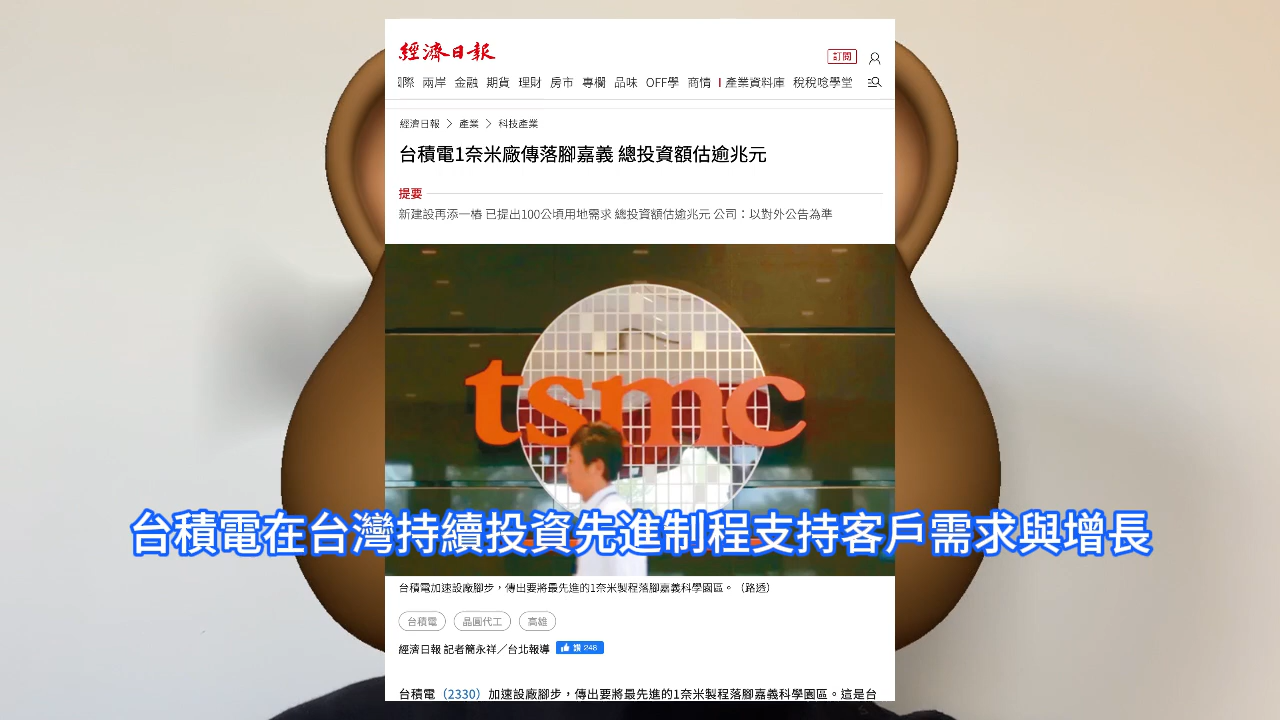 經濟日報
訂閱
國際 兩岸 金融 期貨 理財 房市 專欄 品味 OFF學 商情 產業資料庫 稅稅唸學堂
經濟日報 > 產業 > 科技產業
台積電1奈米廠傳落腳嘉義 總投資額估逾兆元
提要
新建設再添一樁 已提出100公頃用地需求 總投資額估逾兆元 公司：以對外公告為準
tsmc
台積電在台灣持續投資先進制程支持客戶需求與增長
台積電加速設廠腳步，傳出要將最先進的1奈米製程落腳嘉義科學園區。（路透）
台積電 晶圓代工 高雄
經濟日報 記者簡永祥／台北報導 讚 248
台積電（2330）加速設廠腳步，傳出要將最先進的1奈米製程落腳嘉義科學園區。這是台